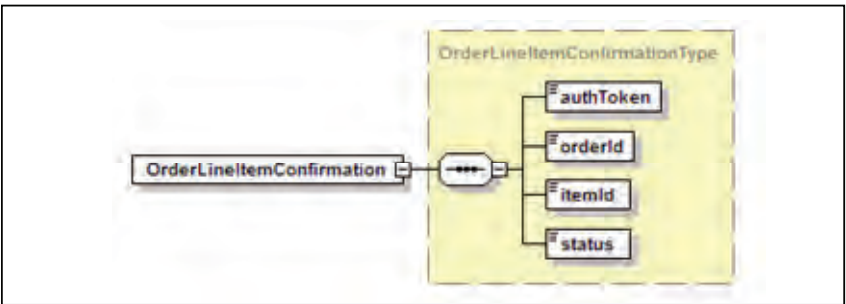 OrderLineItemConfirmationType
authToken
orderId
OrderLineItemConfirmation
itemId
status